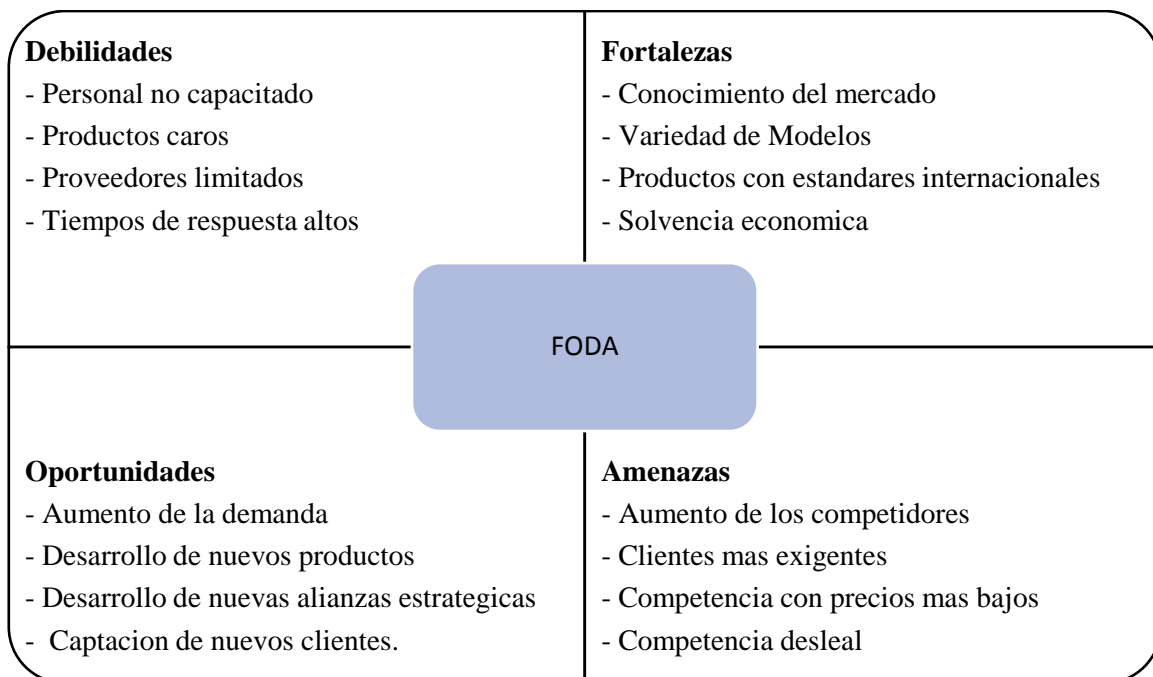 Debilidades
- Personal no capacitado
- Productos caros
- Proveedores limitados
- Tiempos de respuesta altos
Fortalezas
- Conocimiento del mercado
- Variedad de Modelos
- Productos con estandares internacionales
- Solvencia economica
FODA
Oportunidades
- Aumento de la demanda
- Desarrollo de nuevos productos
- Desarrollo de nuevas alianzas estrategicas
- Captacion de nuevos clientes.
Amenazas
- Aumento de los competidores
- Clientes mas exigentes
- Competencia con precios mas bajos
- Competencia desleal